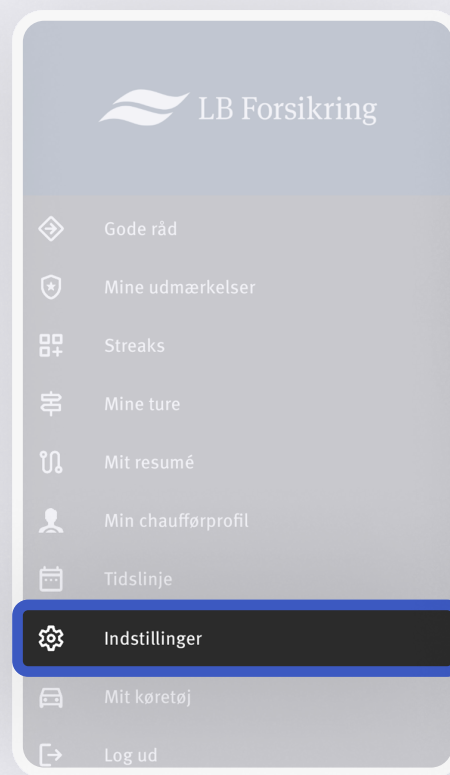 LB Forsikring
Gode råd
Mine udmærkelser
Streaks
Mine ture
Mit resumé
Min chaufførprofil
Tidslinje
Indstillinger
Mit køretøj
Log ud